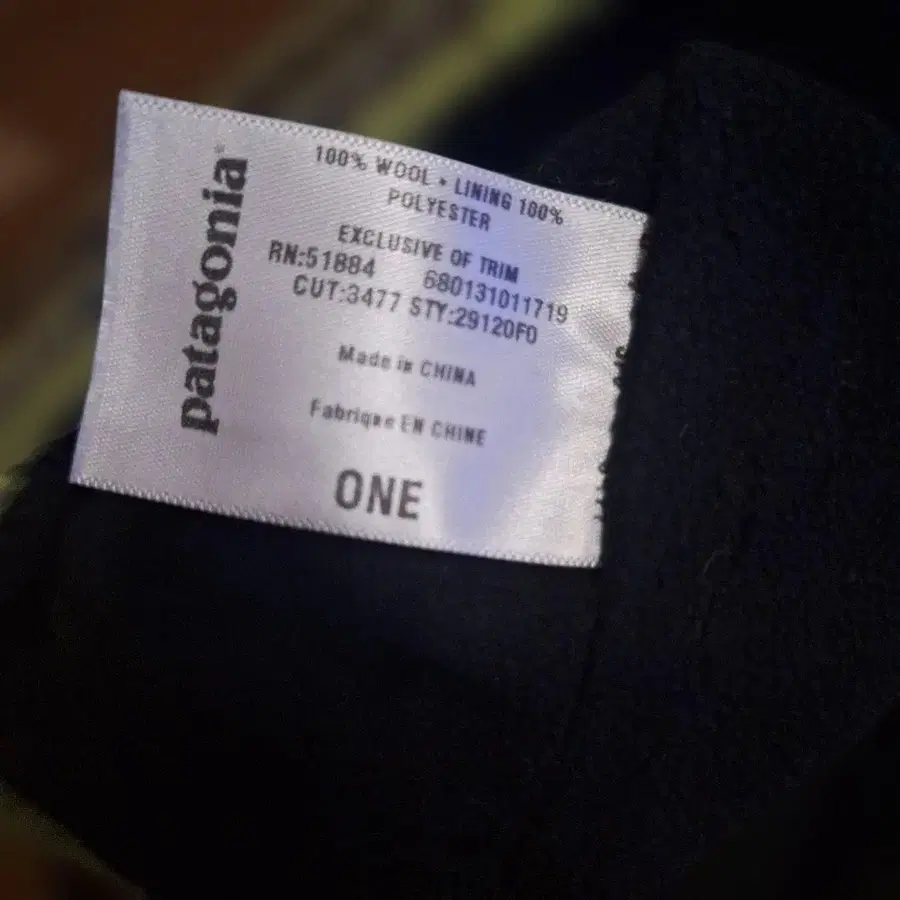 patagonia®
100% WOOL • LINING 100%
POLYESTER
EXCLUSIVE OF TRIM
RN:51884 680131011719
CUT:3477 STY:29120F0
Made in CHINA
Fabrique EN CHINE
ONE